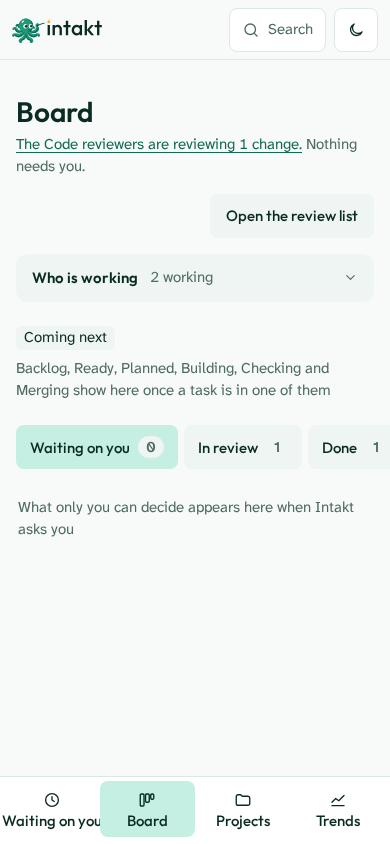 intakt
Search
Board
The Code reviewers are reviewing 1 change. Nothing
needs you.
Open the review list
Who is working 2 working
Coming next
Backlog, Ready, Planned, Building, Checking and
Merging show here once a task is in one of them
Waiting on you 0 In review 1 Done 1
What only you can decide appears here when Intakt
asks you
Waiting on you Board Projects Trends